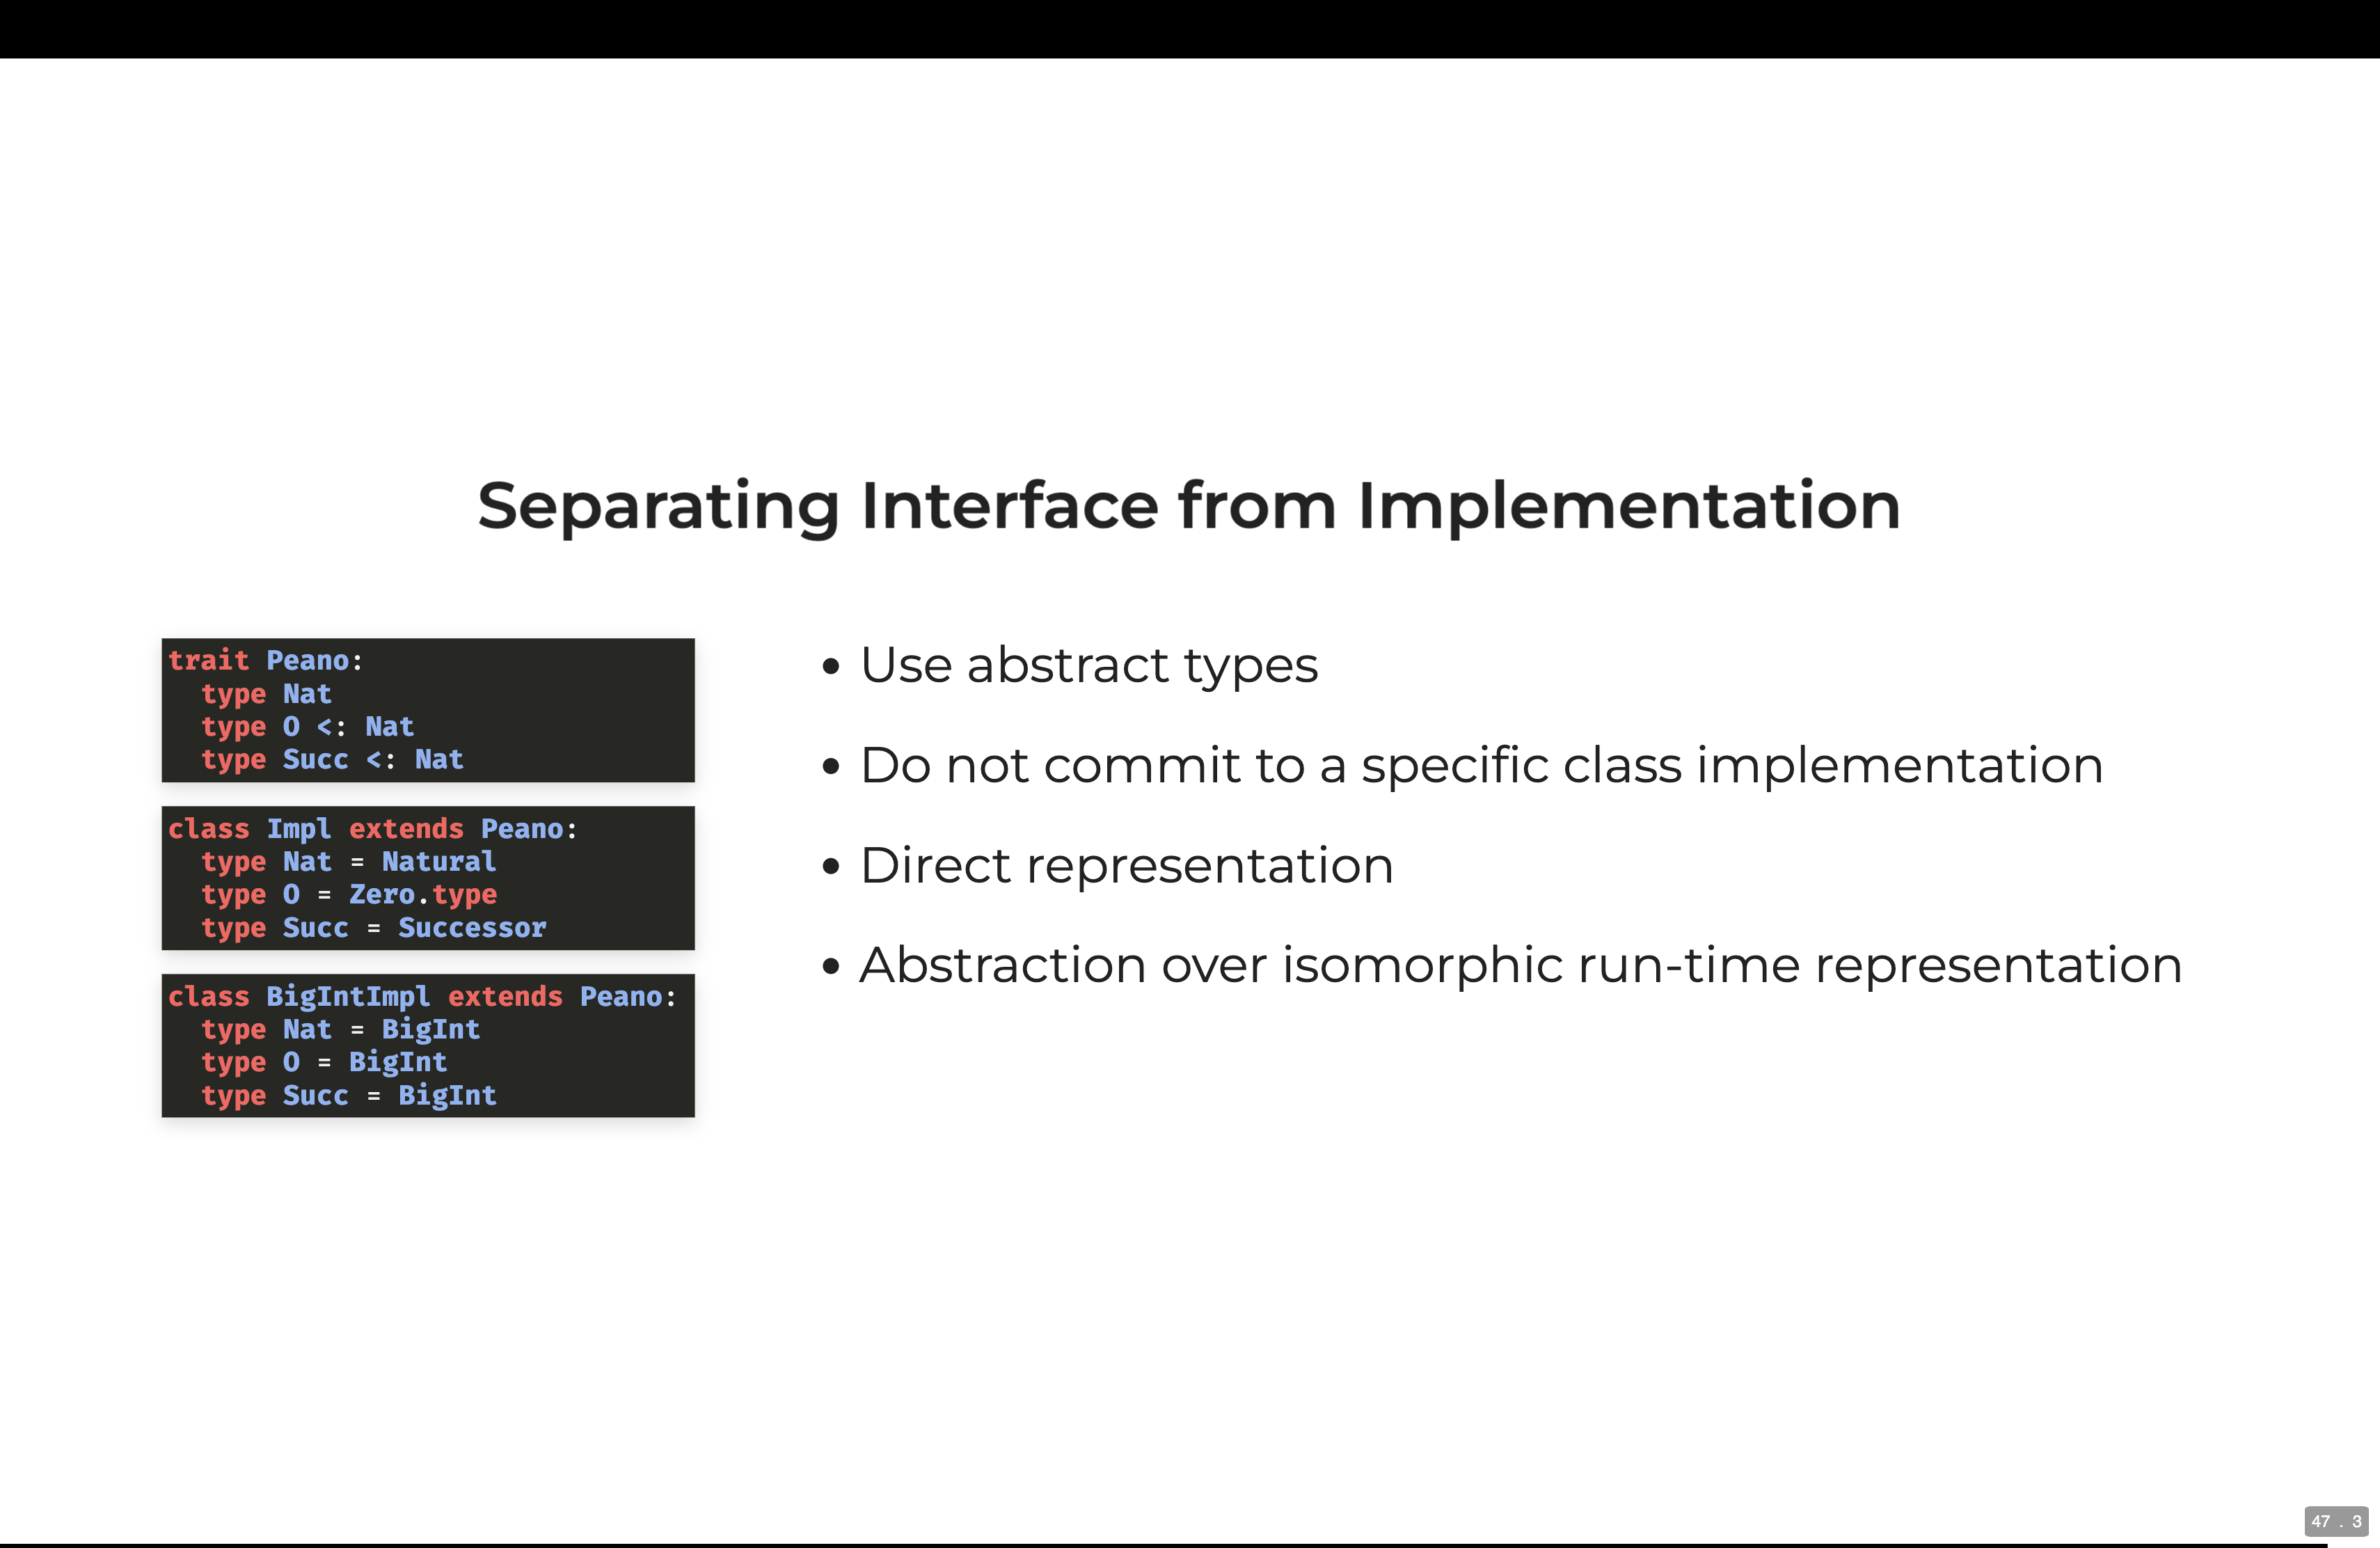 Separating Interface from Implementation
trait Peano:
  type Nat
  type O <: Nat
  type Succ <: Nat
class Impl extends Peano:
  type Nat = Natural
  type O = Zero.type
  type Succ = Successor
class BigIntImpl extends Peano:
  type Nat = BigInt
  type O = BigInt
  type Succ = BigInt
• Use abstract types
• Do not commit to a specific class implementation
• Direct representation
• Abstraction over isomorphic run-time representation
47 . 3